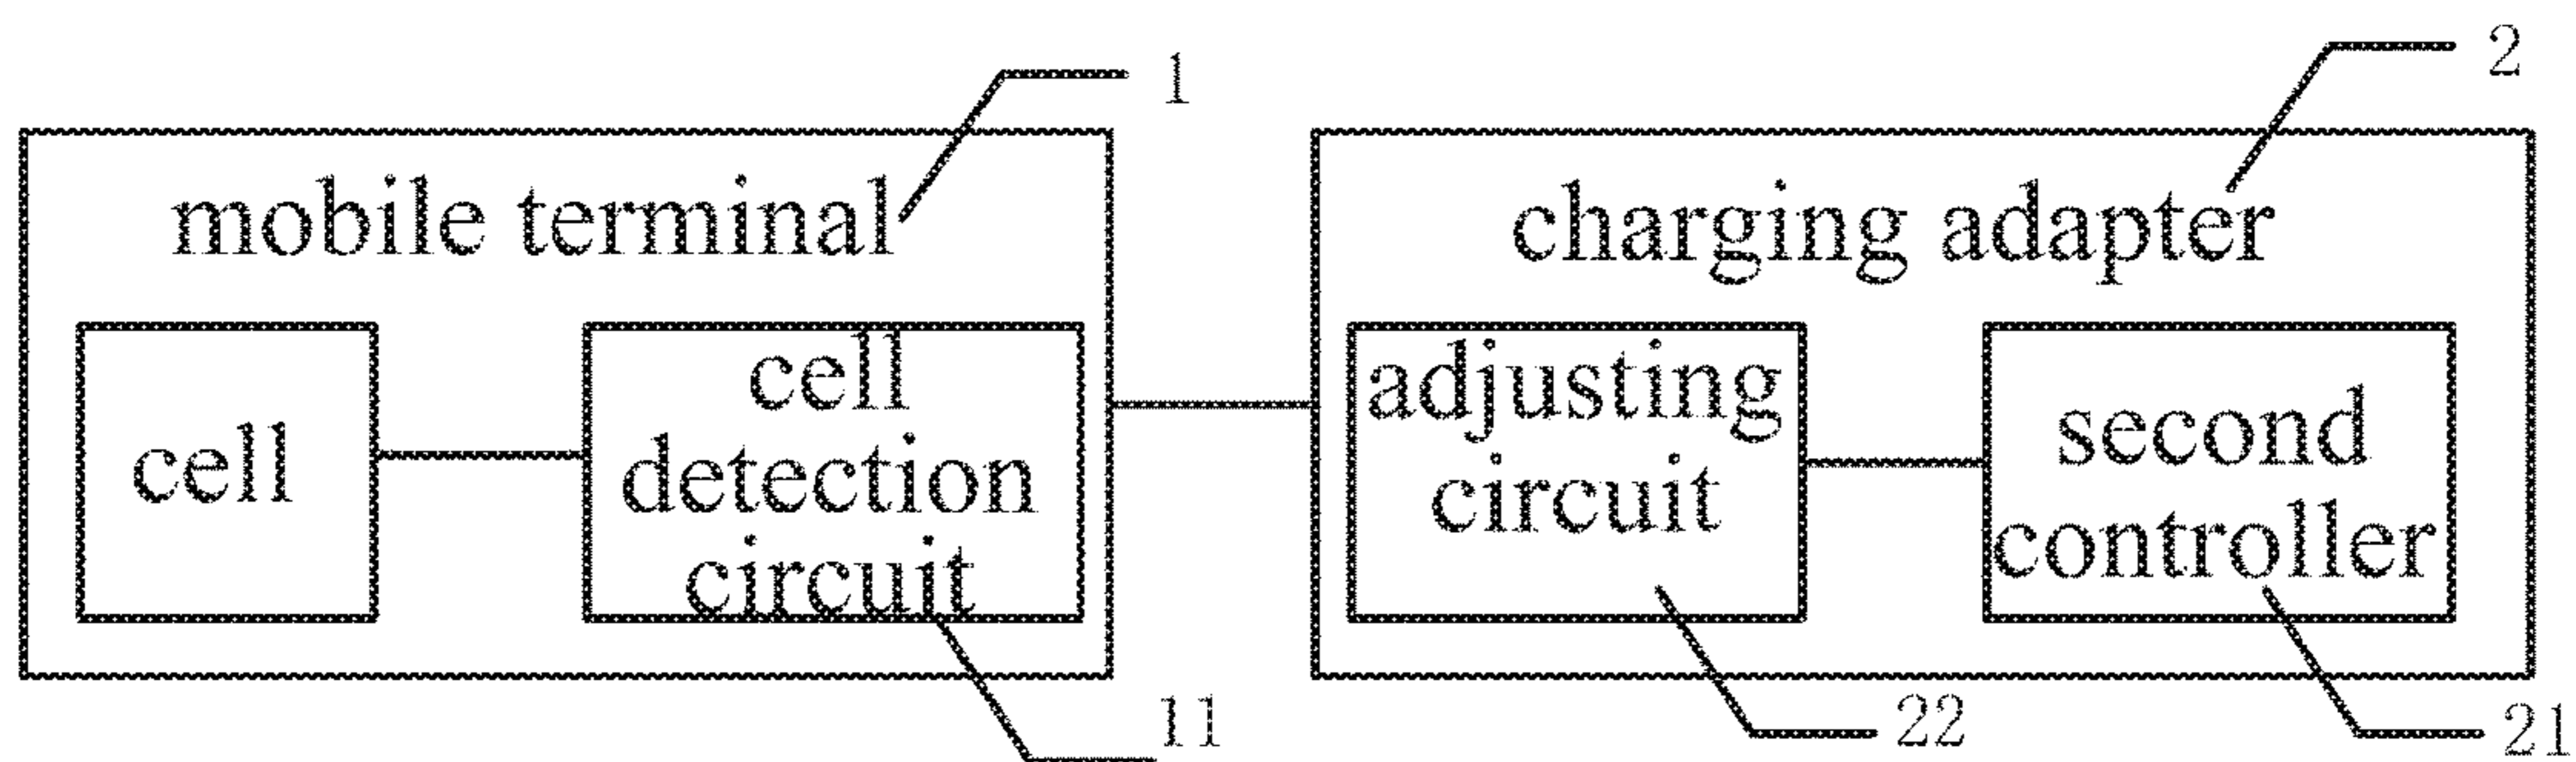 1
2
mobile terminal
charging adapter
cell
cell
detection
circuit
adjusting
circuit
second
controller
11
22
21